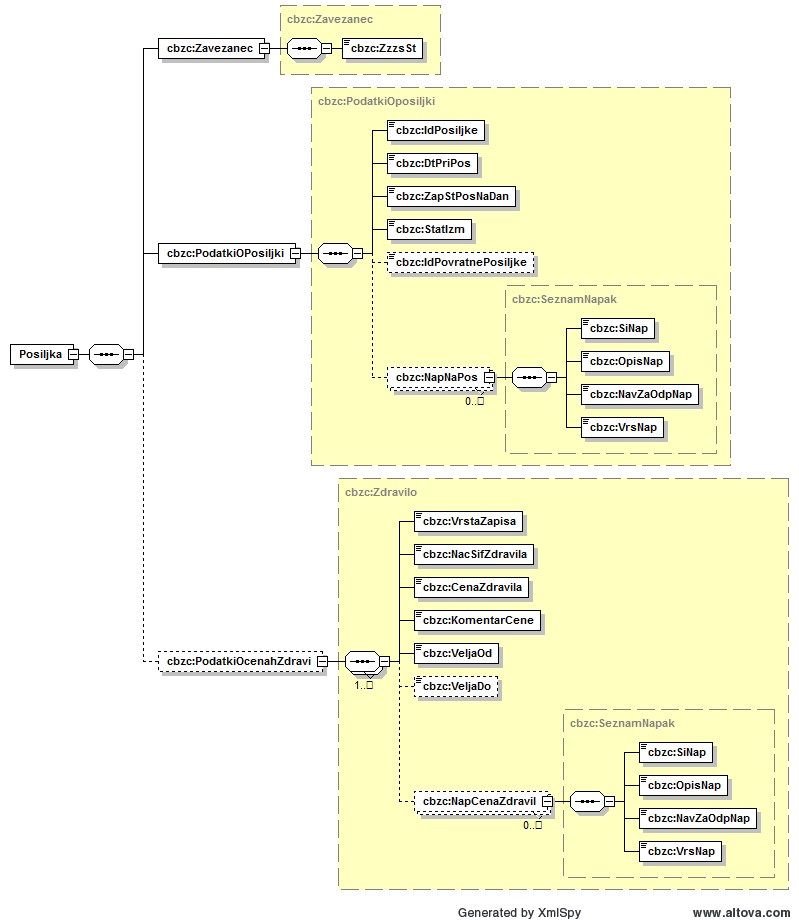 cbzc:Zavezanec
cbzc:Zavezanec
cbzc:ZzzsSt
cbzc:PodatkiOposiljki
cbzc:IdPosiljke
cbzc:DtPriPos
cbzc:ZapStPosNaDan
cbzc:StatIzm
cbzc:PodatkiOPosiljki
cbzc:IdPovratnePosiljke
cbzc:SeznamNapak
cbzc:SiNap
Posiljka
cbzc:OpisNap
cbzc:NapNaPos
cbzc:NavZaOdpNap
0..□
cbzc:VrsNap
cbzc:Zdravilo
cbzc:VrstaZapisa
cbzc:NacSifZdravila
cbzc:CenaZdravila
cbzc:KomentarCene
cbzc:VeljaOd
cbzc:PodatkiOcenahZdravi
1..□
cbzc:VeljaDo
cbzc:SeznamNapak
cbzc:SiNap
cbzc:OpisNap
cbzc:NapCenaZdravil
cbzc:NavZaOdpNap
0..□
cbzc:VrsNap
Generated by XmlSpy
www.altova.com